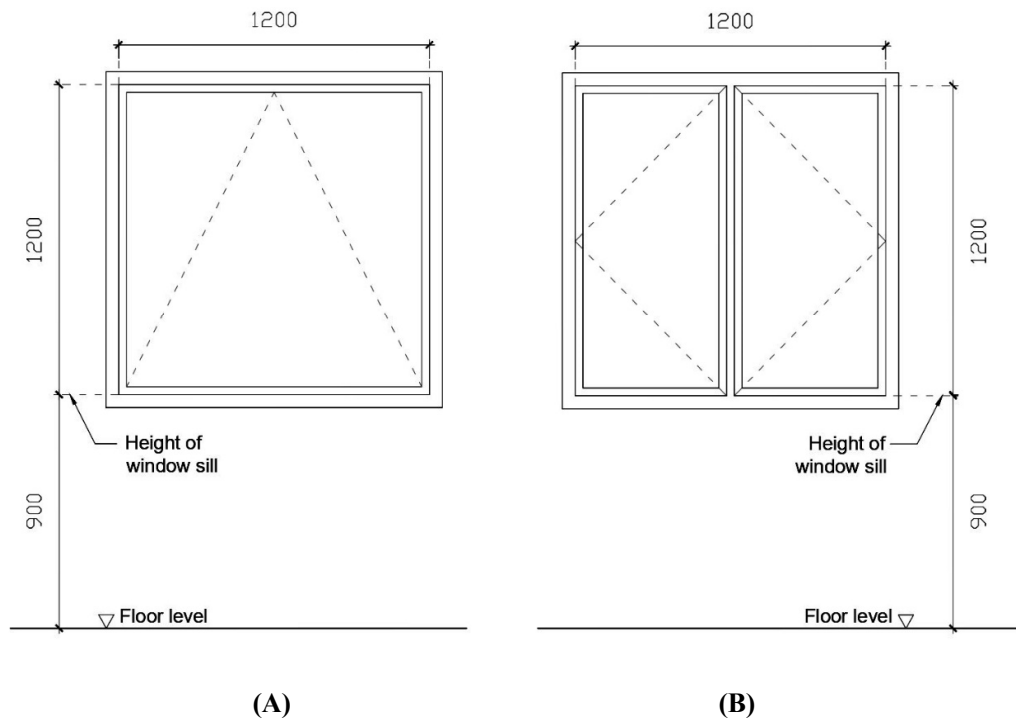 1200
1200
Height of
window sill
900
Floor level
(A)
1200
1200
Height of
window sill
900
Floor level
(B)